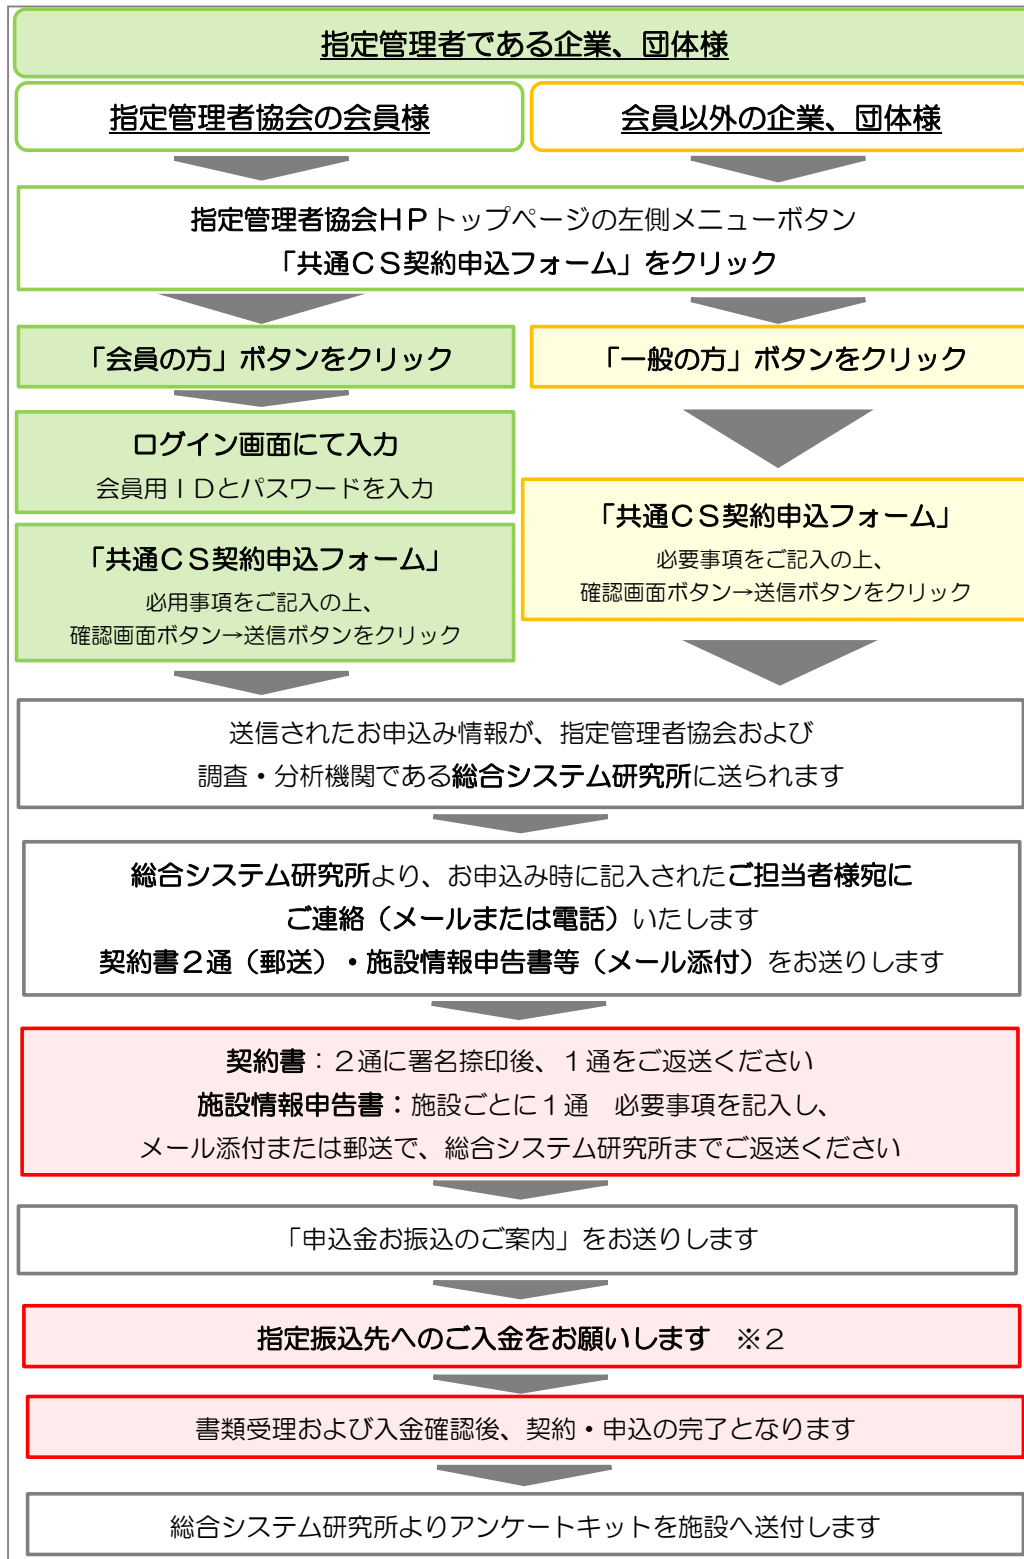 指定管理者である企業、団体様
指定管理者協会の会員様
会員以外の企業、団体様
指定管理者協会ＨＰトップページの左側メニューボタン
「共通ＣＳ契約申込フォーム」をクリック
「会員の方」ボタンをクリック
「一般の方」ボタンをクリック
ログイン画面にて入力
会員用ＩＤとパスワードを入力
「共通ＣＳ契約申込フォーム」
必用事項をご記入の上、
確認画面ボタン→送信ボタンをクリック
「共通ＣＳ契約申込フォーム」
必要事項をご記入の上、
確認画面ボタン→送信ボタンをクリック
送信されたお申込み情報が、指定管理者協会および
調査・分析機関である総合システム研究所に送られます
総合システム研究所より、お申込み時に記入されたご担当者様宛に
ご連絡（メールまたは電話）いたします
契約書２通（郵送）・施設情報申告書等（メール添付）をお送りします
契約書：２通に署名捺印後、１通をご返送ください
施設情報申告書：施設ごとに１通　必要事項を記入し、
メール添付または郵送で、総合システム研究所までご返送ください
「申込金お振込のご案内」をお送りします
指定振込先へのご入金をお願いします　※２
書類受理および入金確認後、契約・申込の完了となります
総合システム研究所よりアンケートキットを施設へ送付します